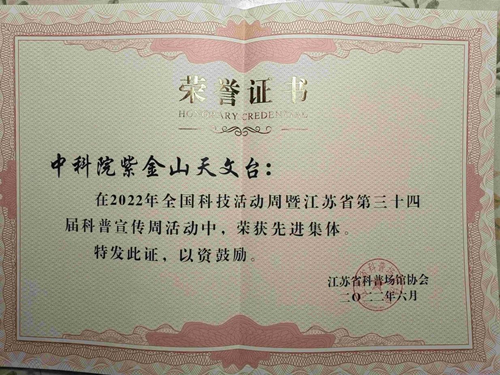 荣誉证书
HONORARY CREDENTIAL
中科院紫金山天文台：
在2022年全国科技活动周暨江苏省第三十四
届科普宣传周活动中，荣获先进集体。
特发此证，以资鼓励。
江苏省科普场馆协会
二〇二二年六月